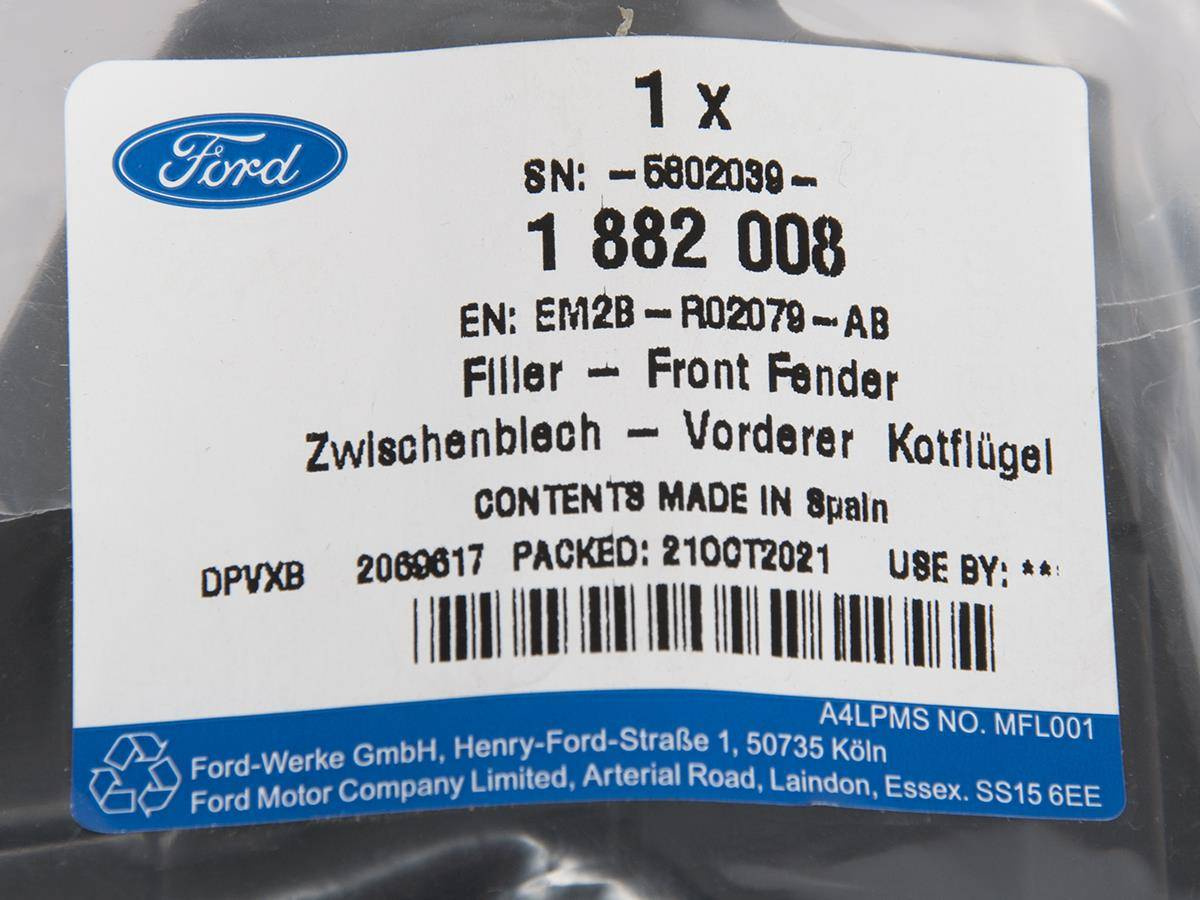 Ford
1 x
SN: -5802039-
1 882 008
EN: EM2B-R02079-AB
Filler - Front Fender
Zwischenblech - Vorderer Kotflügel
CONTENTS MADE IN Spain
DPVXB 2069617 PACKED: 21OCT2021 USE BY: **
A4LPMS NO. MFL001
Ford-Werke GmbH, Henry-Ford-Straße 1, 50735 Köln
Ford Motor Company Limited, Arterial Road, Laindon, Essex. SS15 6EE